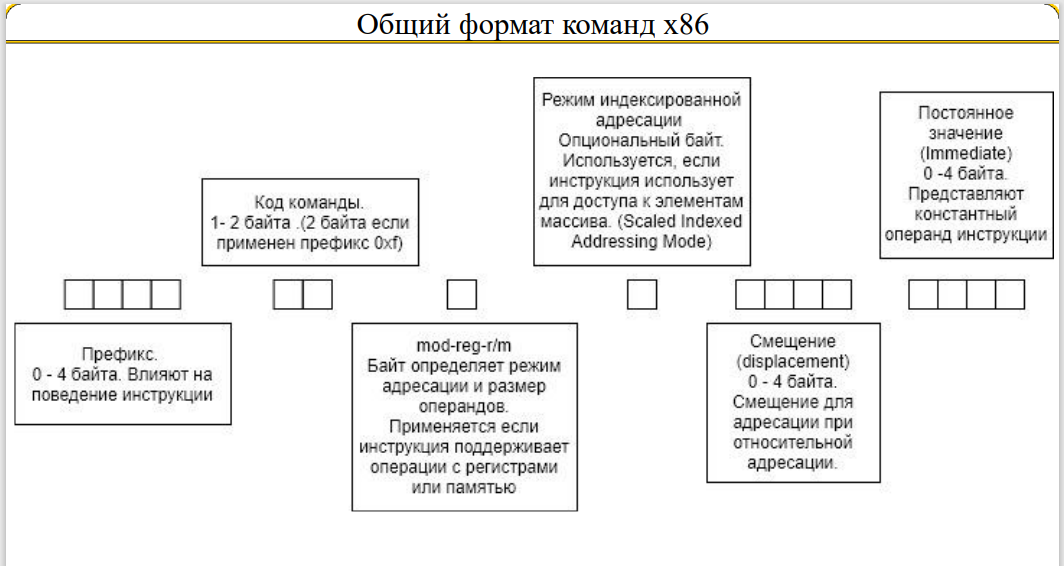 Общий формат команд x86
Режим индексированной
адресации
Опциональный байт.
Используется, если
инструкция использует
для доступа к элементам
массива. (Scaled Indexed
Addressing Mode)
Постоянное
значение
(Immediate)
0 -4 байта.
Представляют
константный
операнд инструкции
Код команды.
1- 2 байта .(2 байта если
применен префикс 0xf)
Префикс.
0 - 4 байта. Влияют на
поведение инструкции
mod-reg-r/m
Байт определяет режим
адресации и размер
операндов.
Применяется если
инструкция поддерживает
операции с регистрами
или памятью
Смещение
(displacement)
0 - 4 байта.
Смещение для
адресации при
относительной
адресации.